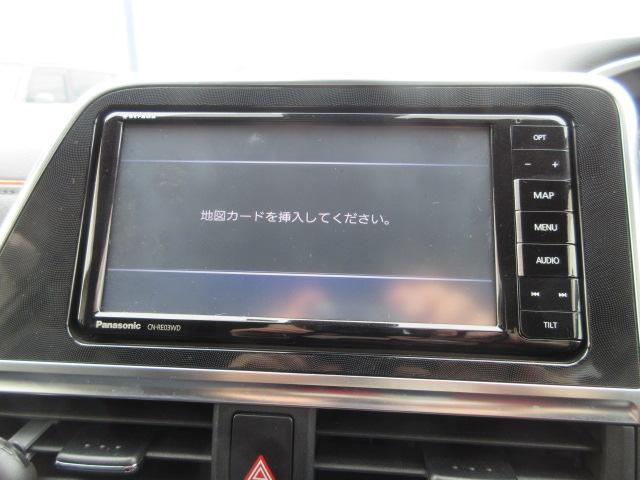 地図カードを挿入してください。
OPT
− +
MAP
MENU
AUDIO
TILT
Panasonic CN-RE03WD